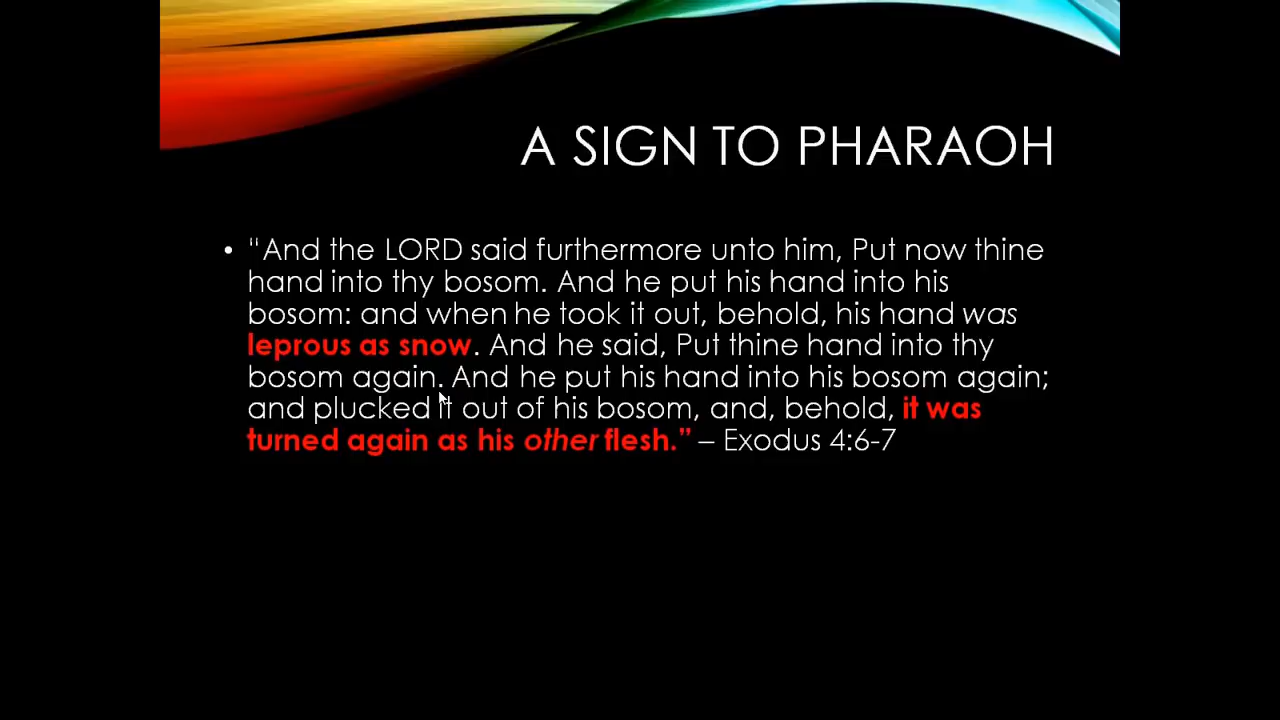 A SIGN TO PHARAOH
• “And the LORD said furthermore unto him, Put now thine
hand into thy bosom. And he put his hand into his
bosom: and when he took it out, behold, his hand was
leprous as snow. And he said, Put thine hand into thy
bosom again. And he put his hand into his bosom again;
and plucked it out of his bosom, and, behold, it was
turned again as his other flesh.” – Exodus 4:6-7